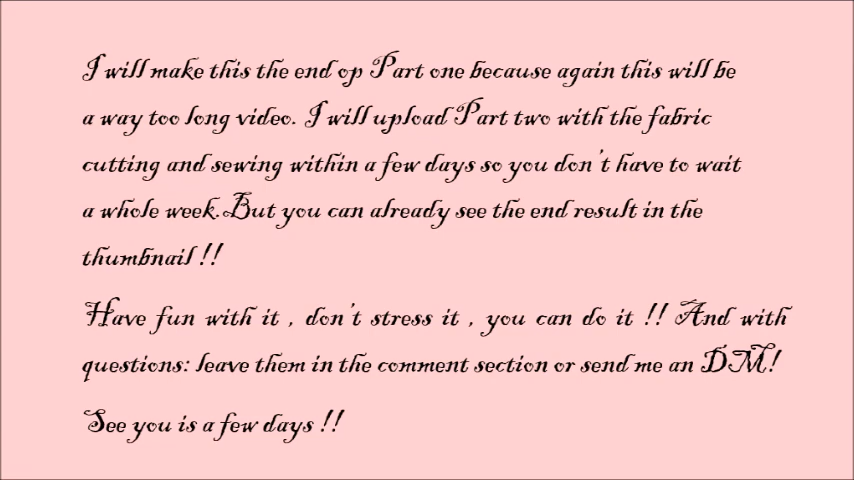 I will make this the end op Part one because again this will be
a way too long video. I will upload Part two with the fabric
cutting and sewing within a few days so you don't have to wait
a whole week.But you can already see the end result in the
thumbnail !!
Have fun with it , don't stress it , you can do it !! And with
questions: leave them in the comment section or send me an DM!
See you is a few days !!